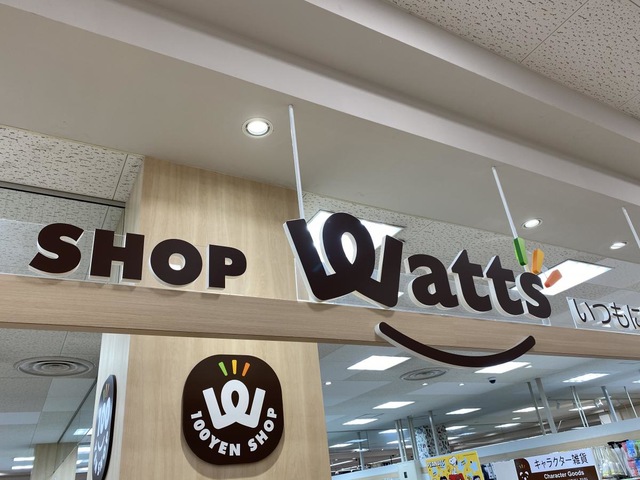 SHOP Watts
いつもに
W
100YEN SHOP
キャラクター雑貨
Character Goods